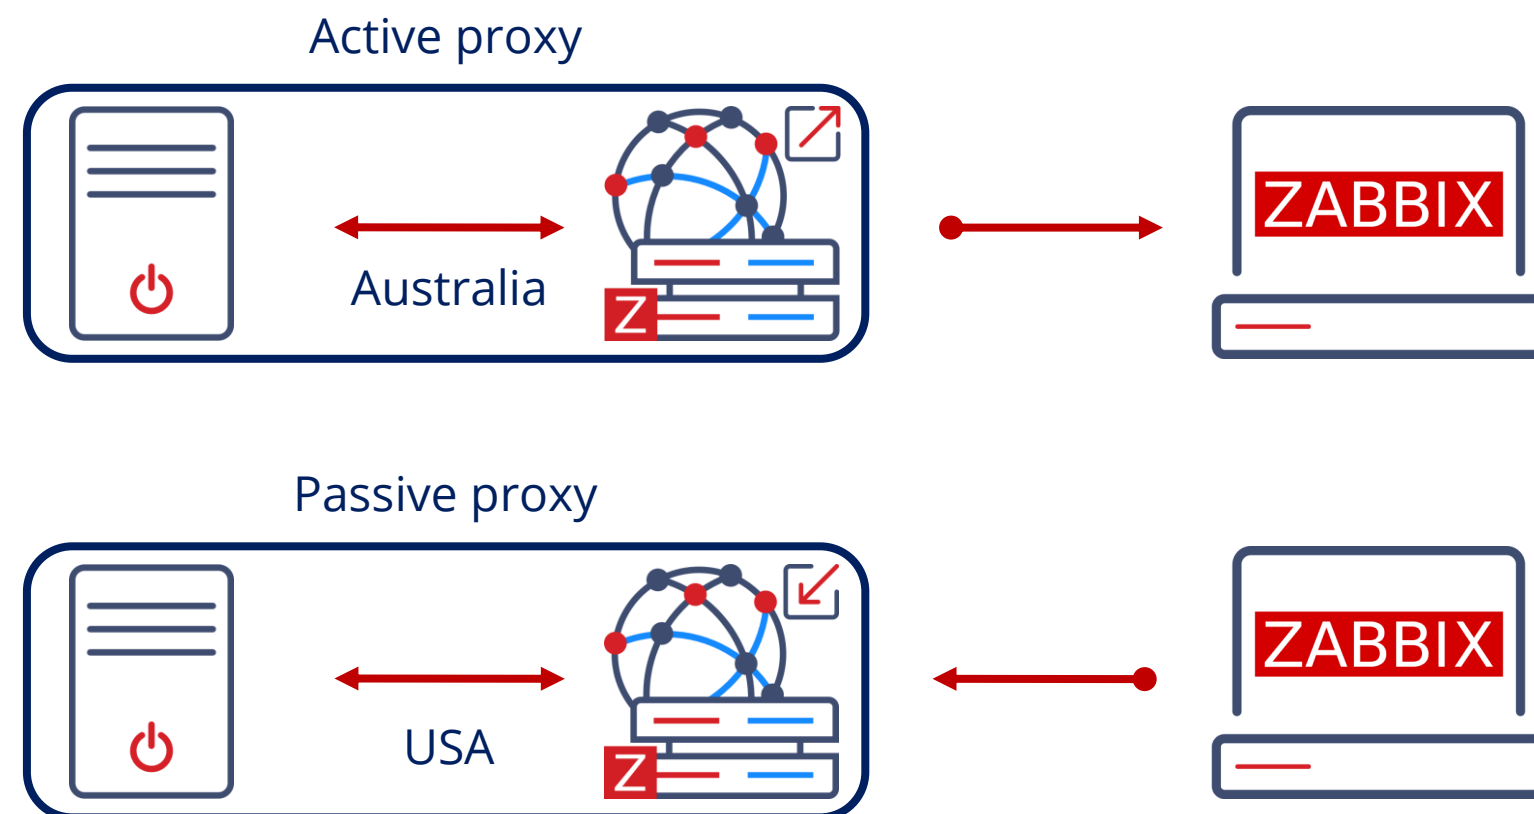 Active proxy
ZABBIX
Australia
Z
Passive proxy
ZABBIX
USA
Z